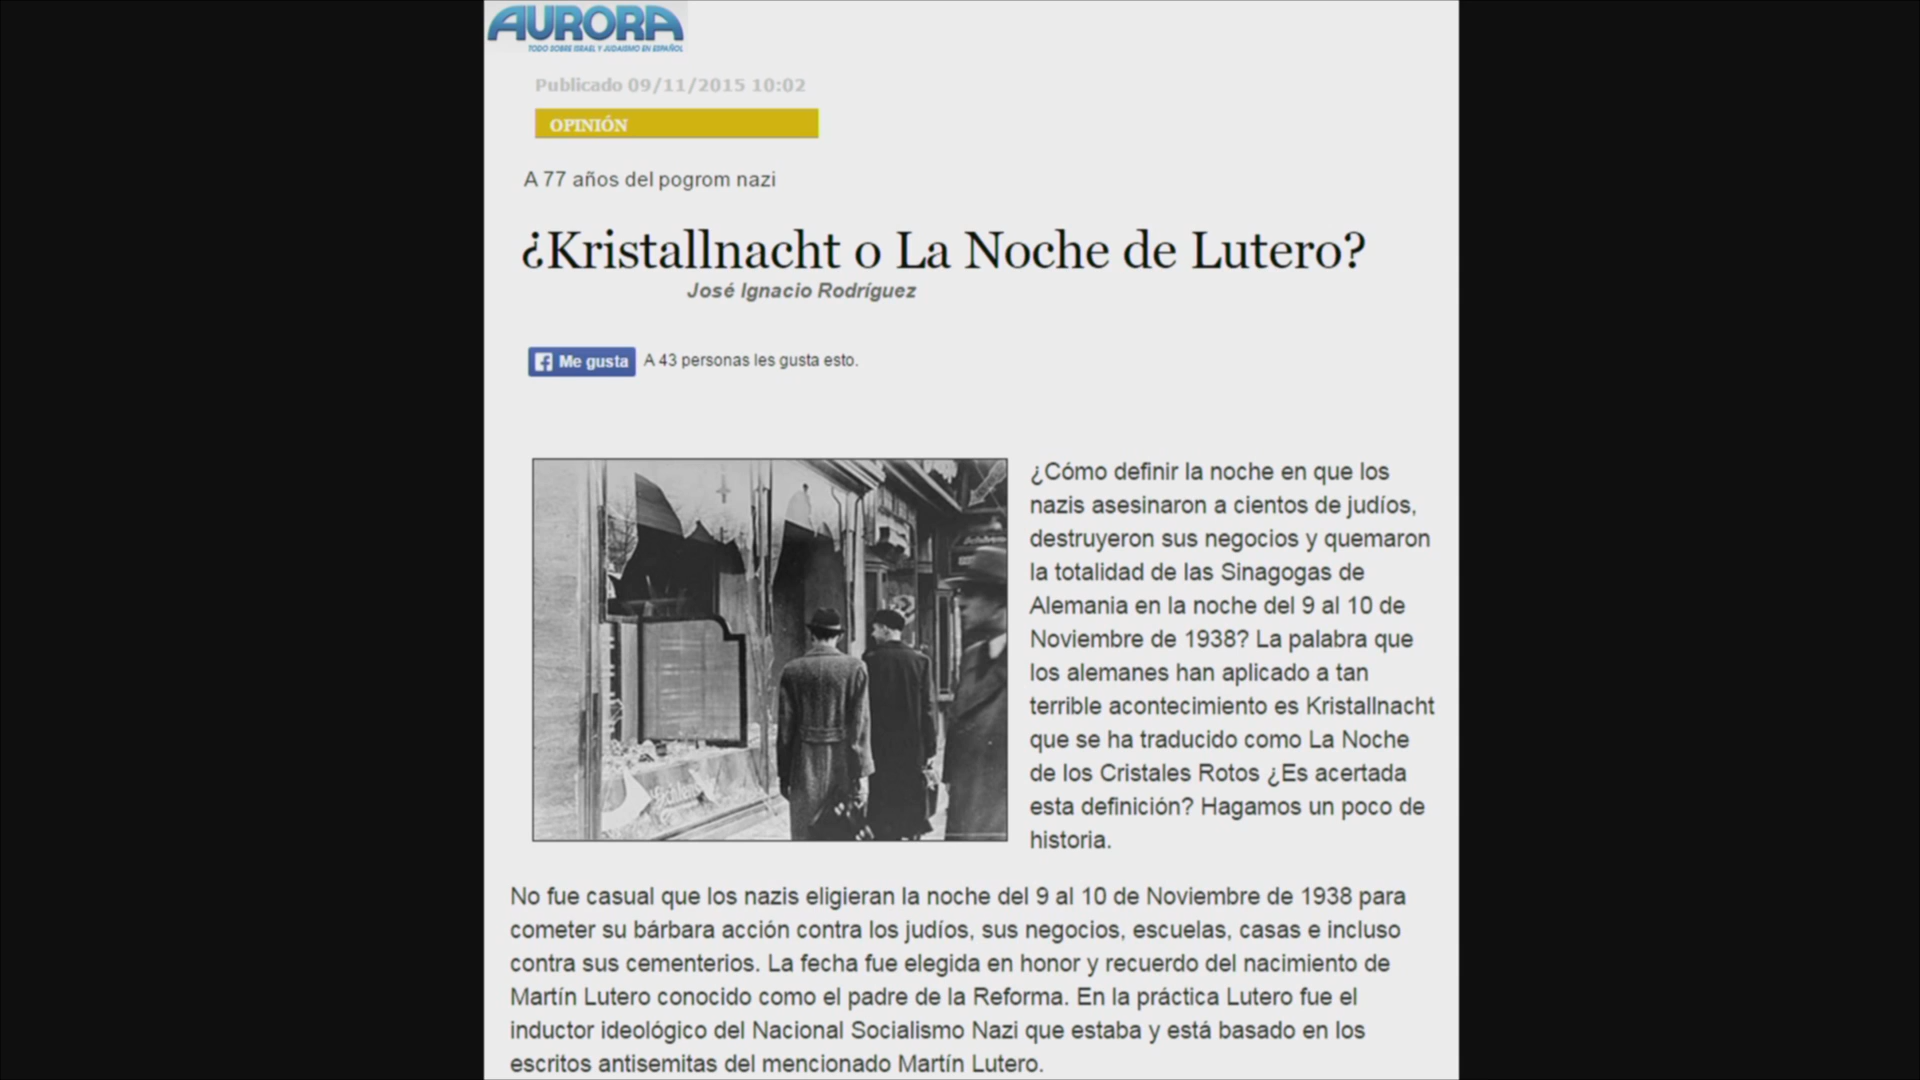 AURORA
TODO SOBRE ISRAEL Y JUDAISMO EN ESPAÑOL
Publicado 09/11/2015 10:02
OPINIÓN
A 77 años del pogrom nazi
¿Kristallnacht o La Noche de Lutero?
José Ignacio Rodríguez
Me gusta
A 43 personas les gusta esto.
¿Cómo definir la noche en que los
nazis asesinaron a cientos de judíos,
destruyeron sus negocios y quemaron
la totalidad de las Sinagogas de
Alemania en la noche del 9 al 10 de
Noviembre de 1938? La palabra que
los alemanes han aplicado a tan
terrible acontecimiento es Kristallnacht
que se ha traducido como La Noche
de los Cristales Rotos ¿Es acertada
esta definición? Hagamos un poco de
historia.
No fue casual que los nazis eligieran la noche del 9 al 10 de Noviembre de 1938 para
cometer su bárbara acción contra los judíos, sus negocios, escuelas, casas e incluso
contra sus cementerios. La fecha fue elegida en honor y recuerdo del nacimiento de
Martín Lutero conocido como el padre de la Reforma. En la práctica Lutero fue el
inductor ideológico del Nacional Socialismo Nazi que estaba y está basado en los
escritos antisemitas del mencionado Martín Lutero.